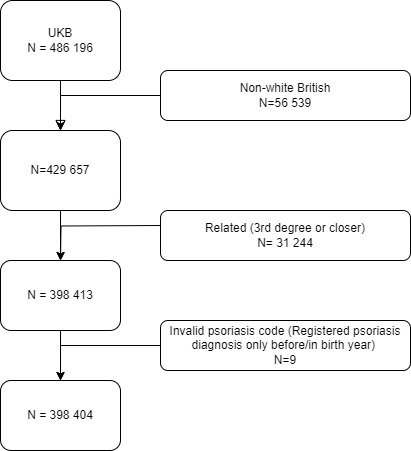 UKB
N = 486 196
Non-white British
N=56 539
N=429 657
Related (3rd degree or closer)
N= 31 244
N = 398 413
Invalid psoriasis code (Registered psoriasis
diagnosis only before/in birth year)
N=9
N = 398 404